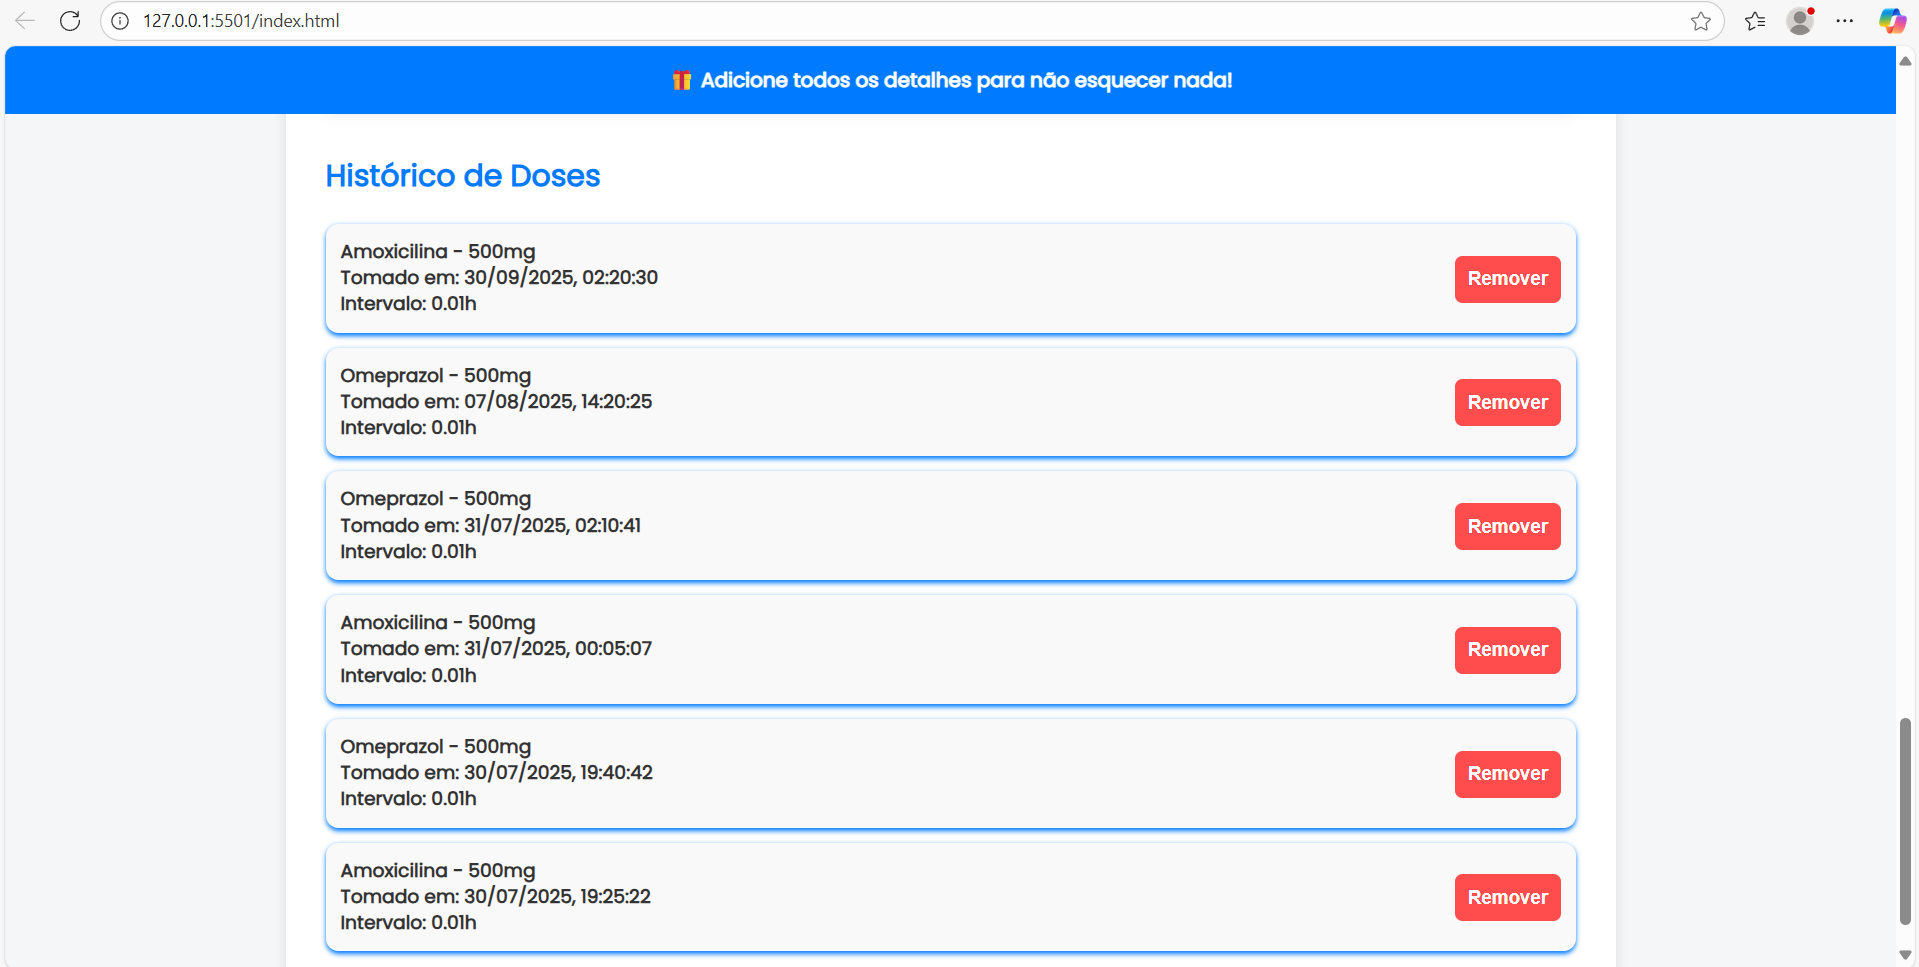 127.0.0.1:5501/index.html
🎁 Adicione todos os detalhes para não esquecer nada!
Histórico de Doses
Amoxicilina - 500mg
Tomado em: 30/09/2025, 02:20:30
Intervalo: 0.01h
Remover
Omeprazol - 500mg
Tomado em: 07/08/2025, 14:20:25
Intervalo: 0.01h
Remover
Omeprazol - 500mg
Tomado em: 31/07/2025, 02:10:41
Intervalo: 0.01h
Remover
Amoxicilina - 500mg
Tomado em: 31/07/2025, 00:05:07
Intervalo: 0.01h
Remover
Omeprazol - 500mg
Tomado em: 30/07/2025, 19:40:42
Intervalo: 0.01h
Remover
Amoxicilina - 500mg
Tomado em: 30/07/2025, 19:25:22
Intervalo: 0.01h
Remover